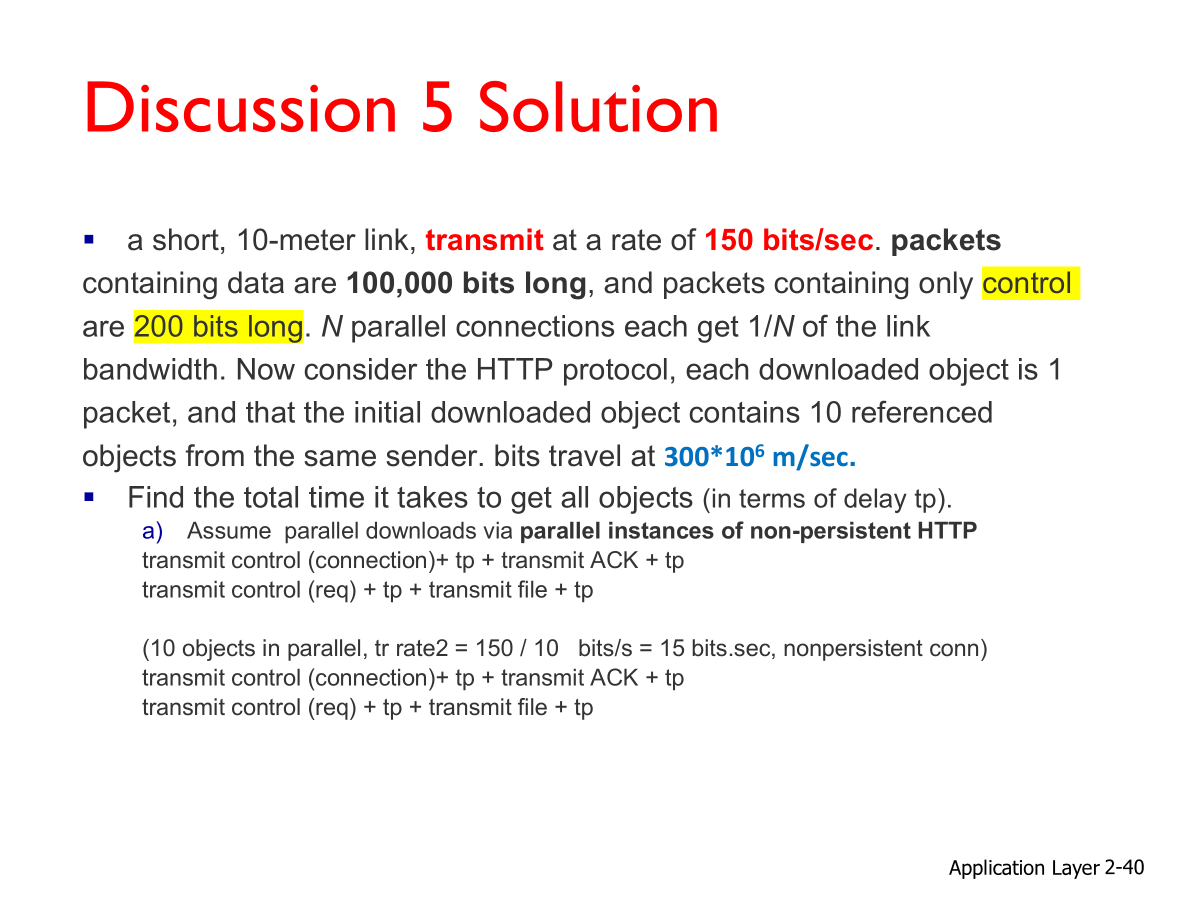 Discussion 5 Solution
▪ a short, 10-meter link, transmit at a rate of 150 bits/sec. packets
containing data are 100,000 bits long, and packets containing only control
are 200 bits long. N parallel connections each get 1/N of the link
bandwidth. Now consider the HTTP protocol, each downloaded object is 1
packet, and that the initial downloaded object contains 10 referenced
objects from the same sender. bits travel at 300*10⁶ m/sec.
▪ Find the total time it takes to get all objects (in terms of delay tp).
a) Assume parallel downloads via parallel instances of non-persistent HTTP
transmit control (connection)+ tp + transmit ACK + tp
transmit control (req) + tp + transmit file + tp
(10 objects in parallel, tr rate2 = 150 / 10 bits/s = 15 bits.sec, nonpersistent conn)
transmit control (connection)+ tp + transmit ACK + tp
transmit control (req) + tp + transmit file + tp
Application Layer 2-40